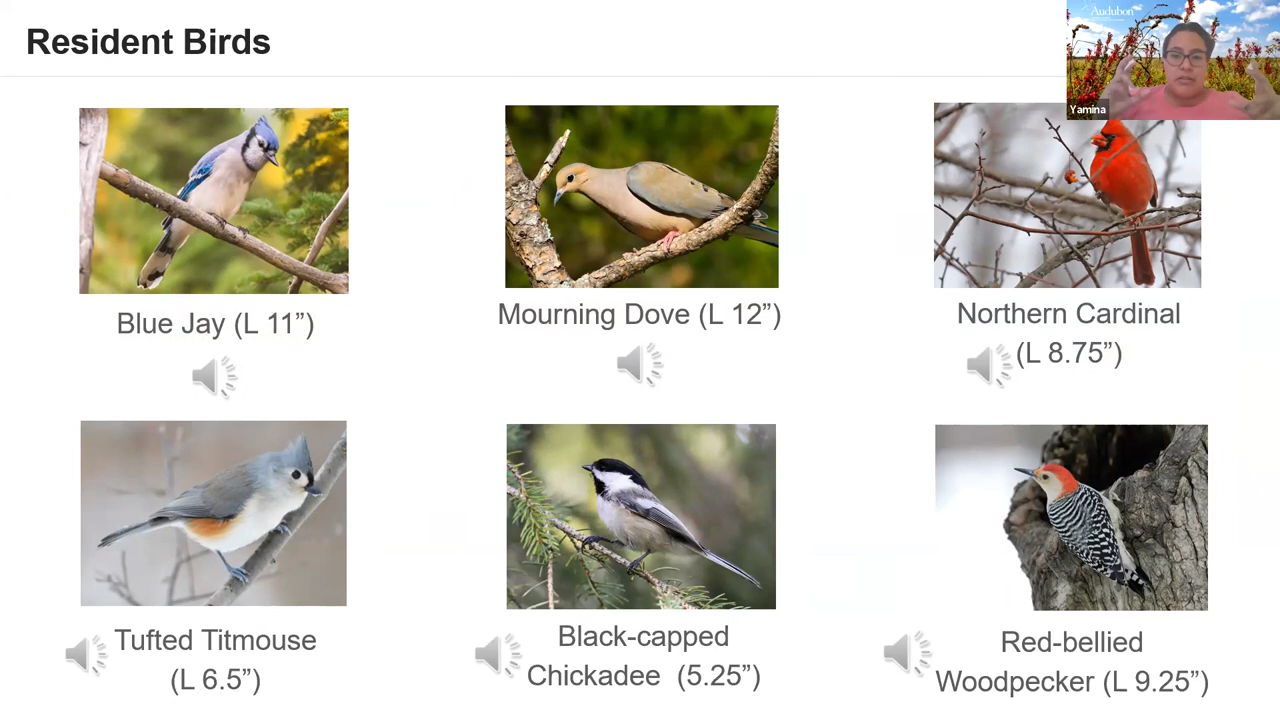 Resident Birds
Audubon
Yamina
Blue Jay (L 11”)
Mourning Dove (L 12”)
Northern Cardinal
(L 8.75”)
Tufted Titmouse
(L 6.5”)
Black-capped
Chickadee (5.25”)
Red-bellied
Woodpecker (L 9.25”)